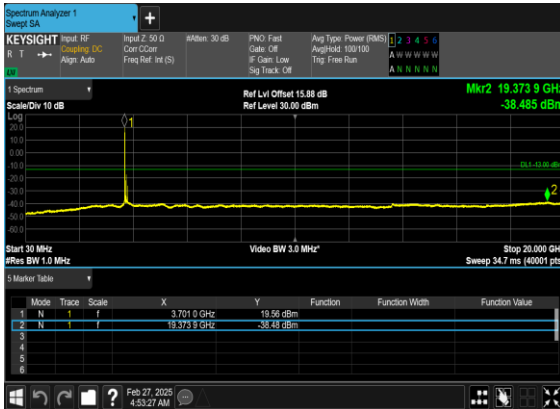 Spectrum Analyzer 1
Swept SA
+
KEYSIGHT Input: RF Input Z: 50 Ω #Atten: 30 dB PNO: Fast Avg Type: Power (RMS) 1 2 3 4 5 6
R T Coupling: DC Corr CCorr Gate: Off Avg|Hold: 100/100 A W W W W W
Align: Auto Freq Ref: Int (S) IF Gain: Low Trig: Free Run
Sig Track: Off A N N N N N
1 Spectrum
Ref Lvl Offset 15.88 dB Mkr2 19.373 9 GHz
Scale/Div 10 dB Ref Level 30.00 dBm -38.485 dBm
Log
1
20.0
10.0
0.00
-10.0
DL1 -13.00 dBm
-20.0
-30.0
2
-40.0
-50.0
-60.0
Start 30 MHz Video BW 3.0 MHz* Stop 20.000 GHz
#Res BW 1.0 MHz Sweep 34.7 ms (40001 pts)
5 Marker Table
Mode Trace Scale X Y Function Function Width Function Value
1 N 1 f 3.701 0 GHz 19.56 dBm
2 N 1 f 19.373 9 GHz -38.48 dBm
3
4
5
6
? Feb 27, 2025
4:53:27 AM